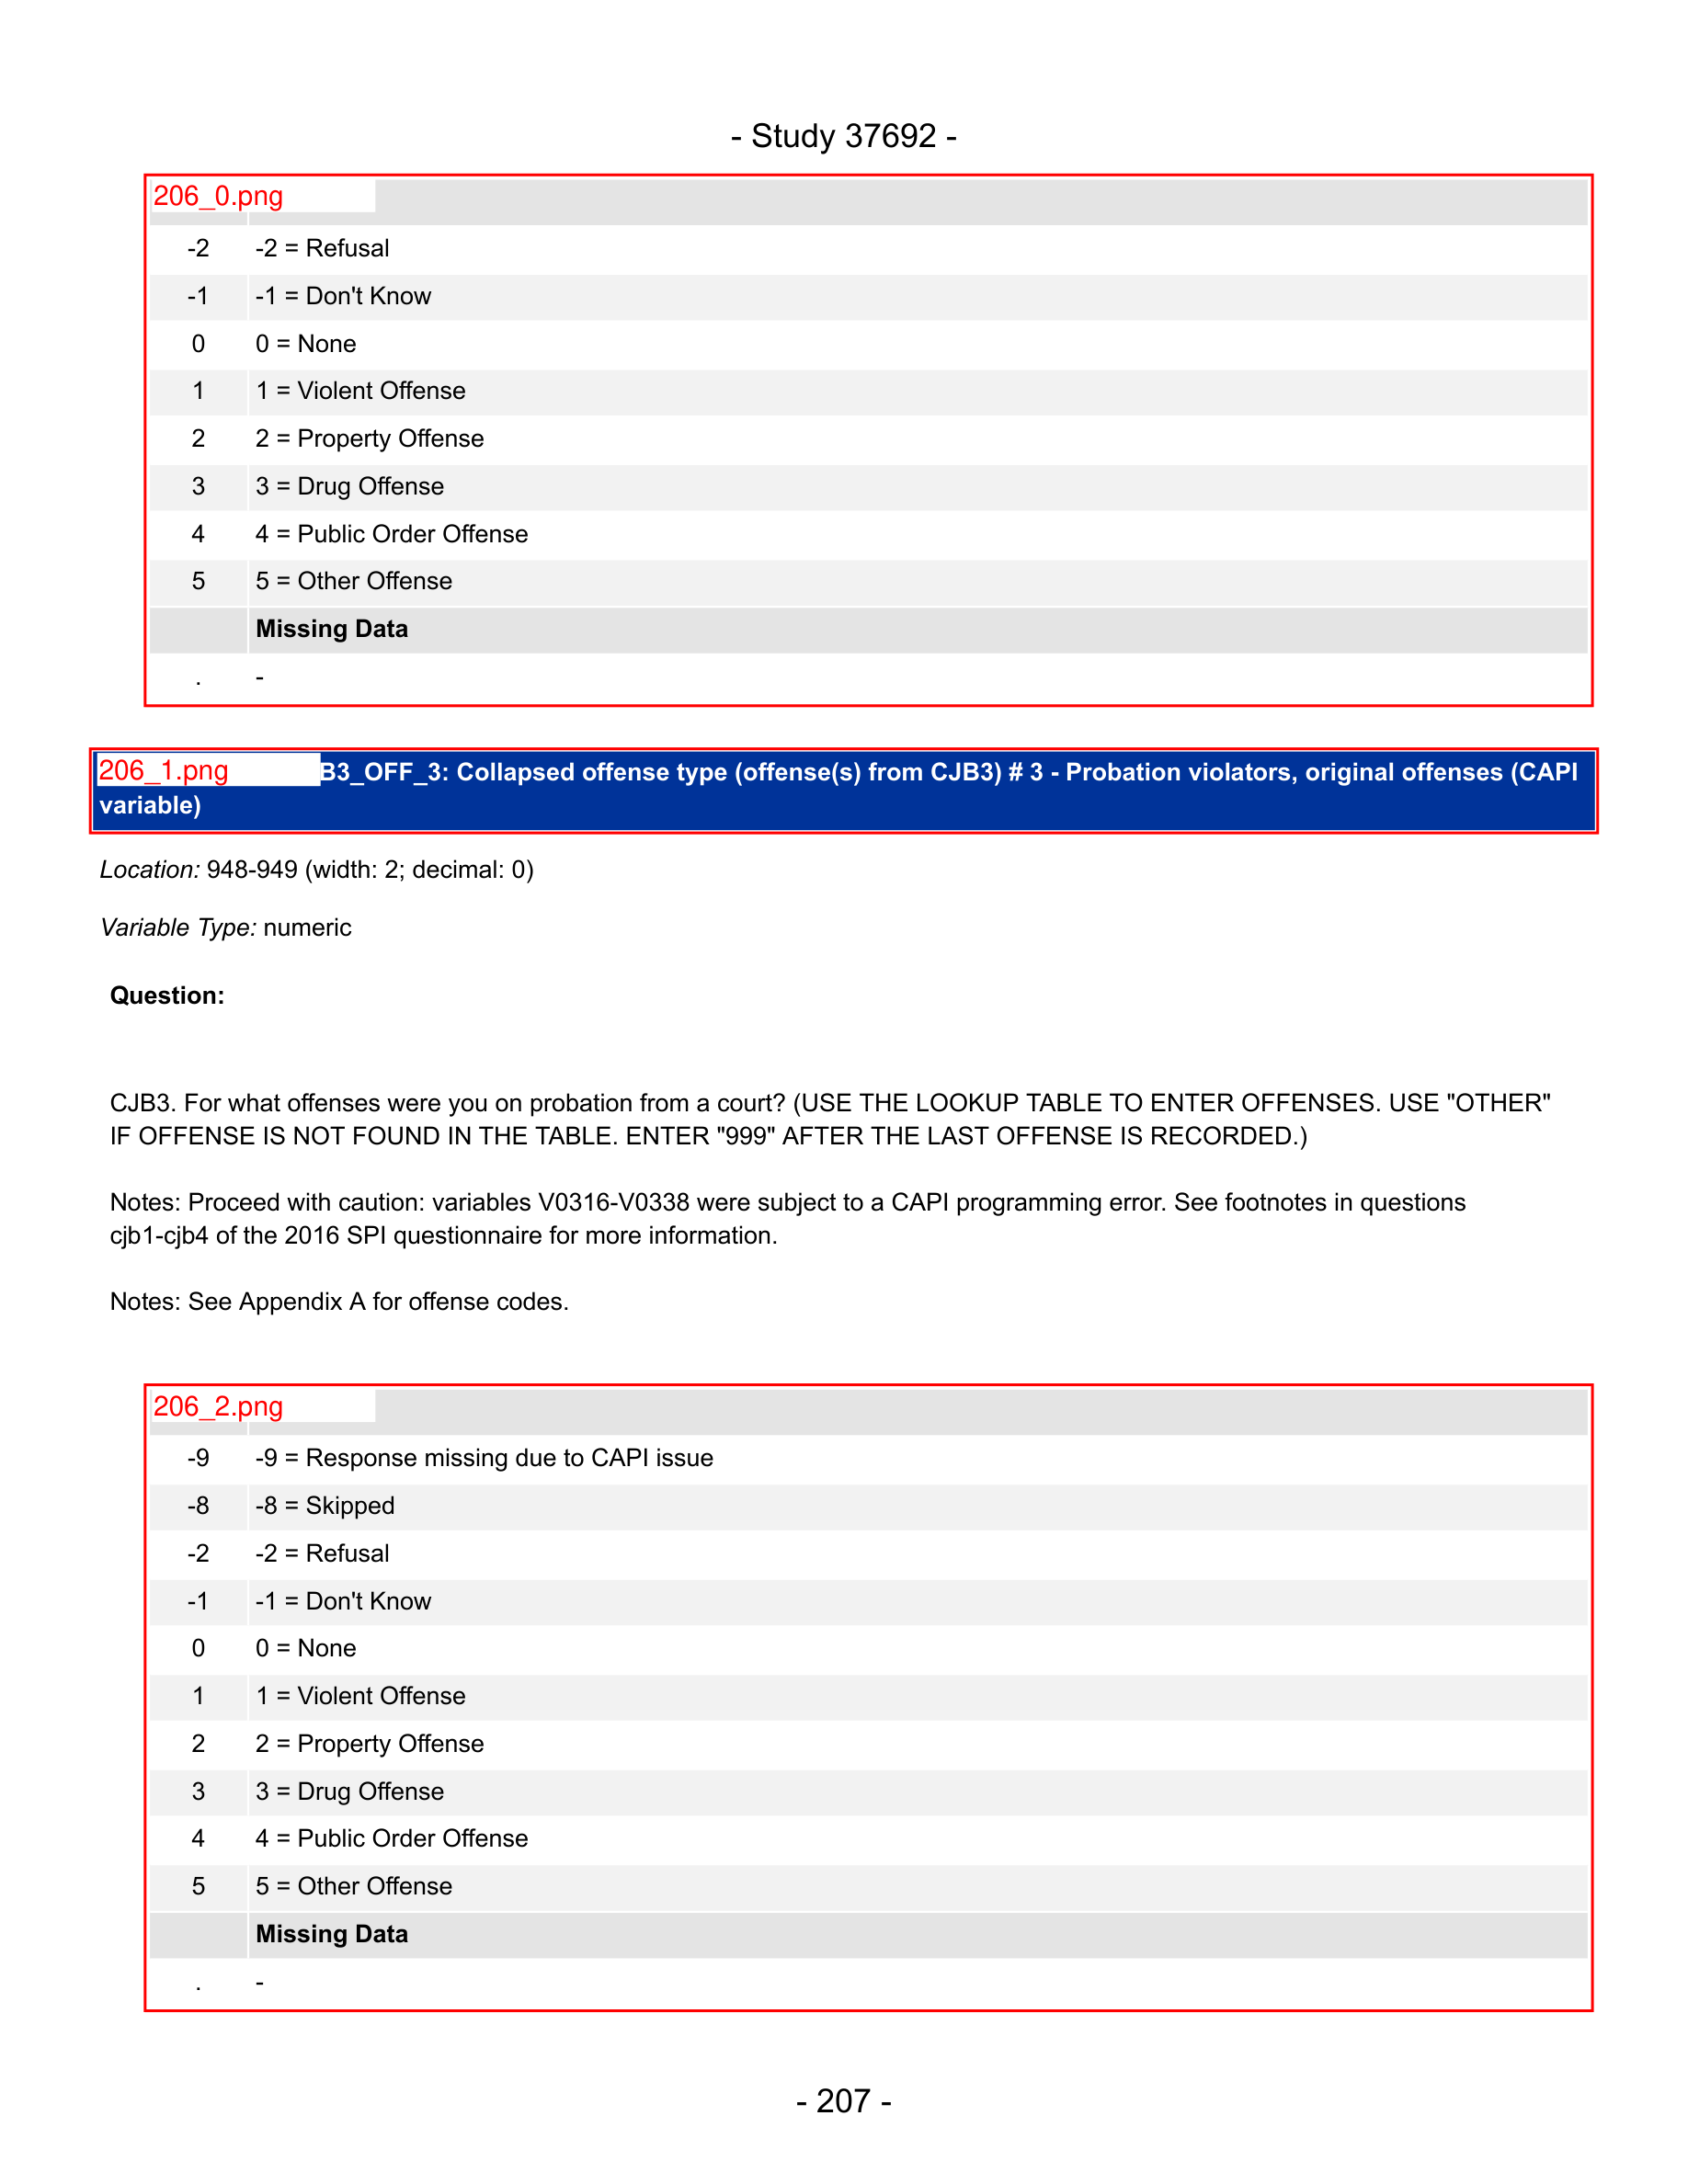 - Study 37692 -
206_0.png
-2 -2 = Refusal
-1 -1 = Don't Know
0 0 = None
1 1 = Violent Offense
2 2 = Property Offense
3 3 = Drug Offense
4 4 = Public Order Offense
5 5 = Other Offense
Missing Data
. -
206_1.png B3_OFF_3: Collapsed offense type (offense(s) from CJB3) # 3 - Probation violators, original offenses (CAPI
variable)
Location: 948-949 (width: 2; decimal: 0)
Variable Type: numeric
Question:
CJB3. For what offenses were you on probation from a court? (USE THE LOOKUP TABLE TO ENTER OFFENSES. USE "OTHER"
IF OFFENSE IS NOT FOUND IN THE TABLE. ENTER "999" AFTER THE LAST OFFENSE IS RECORDED.)
Notes: Proceed with caution: variables V0316-V0338 were subject to a CAPI programming error. See footnotes in questions
cjb1-cjb4 of the 2016 SPI questionnaire for more information.
Notes: See Appendix A for offense codes.
206_2.png
-9 -9 = Response missing due to CAPI issue
-8 -8 = Skipped
-2 -2 = Refusal
-1 -1 = Don't Know
0 0 = None
1 1 = Violent Offense
2 2 = Property Offense
3 3 = Drug Offense
4 4 = Public Order Offense
5 5 = Other Offense
Missing Data
. -
- 207 -